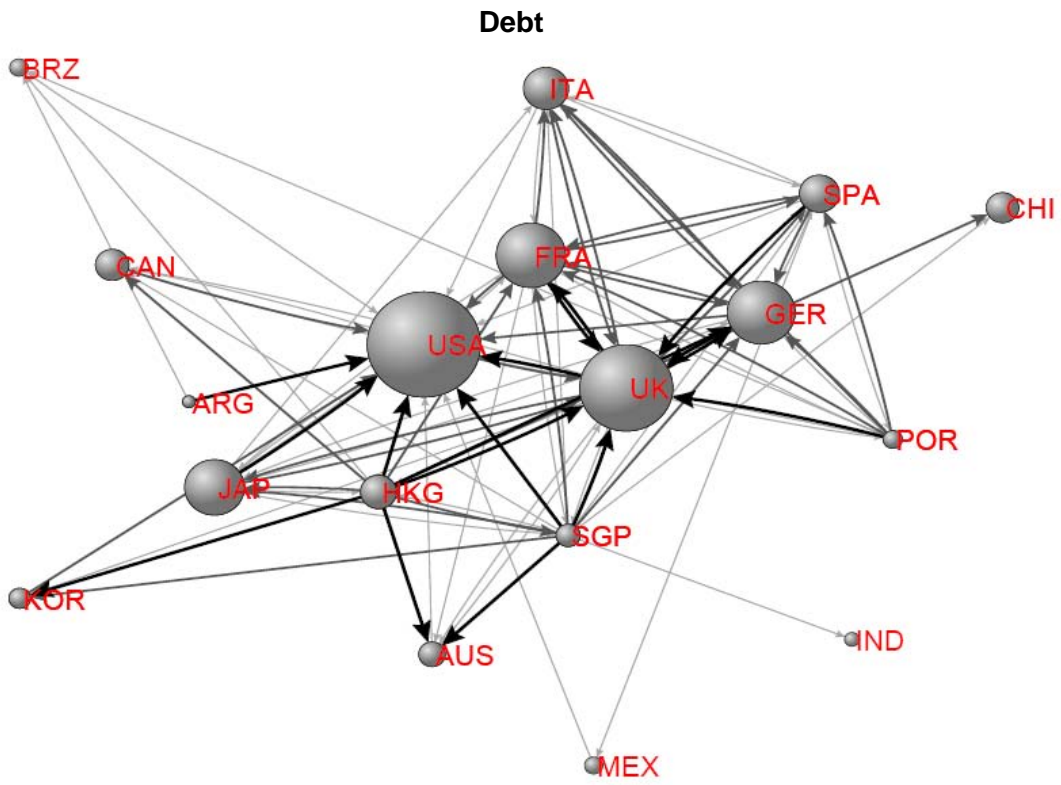 Debt
BRZ
ITA
SPA
CHI
FRA
CAN
GER
USA
UK
ARG
POR
JAP
HKG
SGP
KOR
IND
AUS
MEX